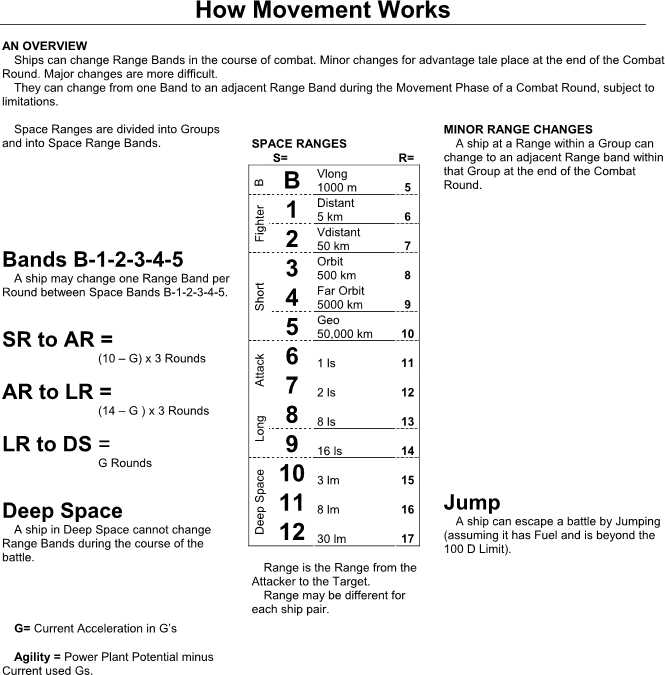 How Movement Works
AN OVERVIEW
Ships can change Range Bands in the course of combat. Minor changes for advantage tale place at the end of the Combat
Round. Major changes are more difficult.
They can change from one Band to an adjacent Range Band during the Movement Phase of a Combat Round, subject to
limitations.
Space Ranges are divided into Groups
and into Space Range Bands.
Bands B-1-2-3-4-5
A ship may change one Range Band per
Round between Space Bands B-1-2-3-4-5.
SR to AR =
(10 – G) x 3 Rounds
AR to LR =
(14 – G ) x 3 Rounds
LR to DS =
G Rounds
Deep Space
A ship in Deep Space cannot change
Range Bands during the course of the
battle.
G= Current Acceleration in G's
Agility = Power Plant Potential minus
Current used Gs.
SPACE RANGES
S= R=
B B Vlong
1000 m 5
Fighter
1 Distant
5 km 6
2 Vdistant
50 km 7
Short
3 Orbit
500 km 8
4 Far Orbit
5000 km 9
5 Geo
50,000 km 10
Attack
6 1 ls 11
7 2 ls 12
Long
8 8 ls 13
9 16 ls 14
Deep Space
10 3 lm 15
11 8 lm 16
12 30 lm 17
Range is the Range from the
Attacker to the Target.
Range may be different for
each ship pair.
MINOR RANGE CHANGES
A ship at a Range within a Group can
change to an adjacent Range band within
that Group at the end of the Combat
Round.
Jump
A ship can escape a battle by Jumping
(assuming it has Fuel and is beyond the
100 D Limit).